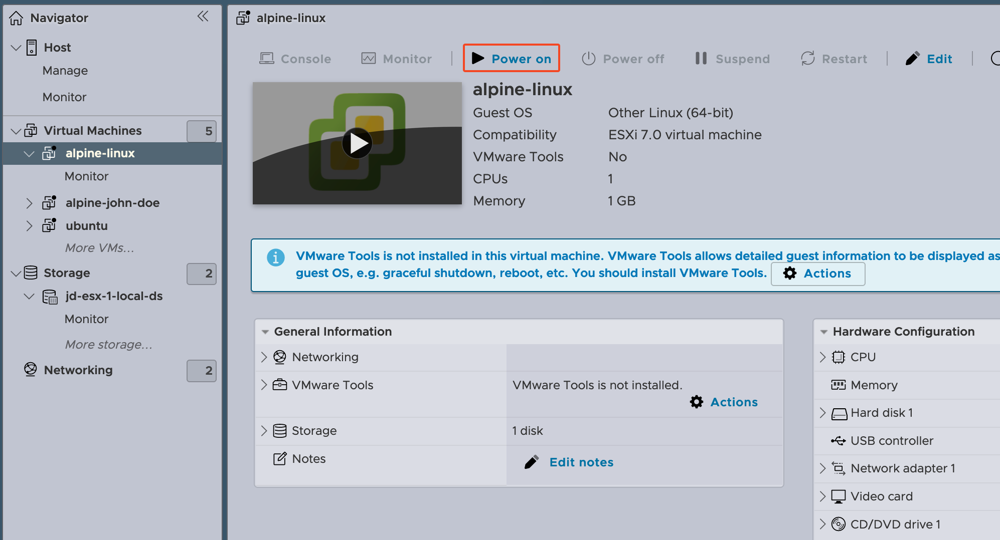 Navigator
Host
Manage
Monitor
Virtual Machines 5
alpine-linux
Monitor
alpine-john-doe
ubuntu
More VMs...
Storage 2
jd-esx-1-local-ds
Monitor
More storage...
Networking 2
alpine-linux
Console Monitor Power on Power off Suspend Restart Edit
alpine-linux
Guest OS Other Linux (64-bit)
Compatibility ESXi 7.0 virtual machine
VMware Tools No
CPUs 1
Memory 1 GB
VMware Tools is not installed in this virtual machine. VMware Tools allows detailed guest information to be displayed as
guest OS, e.g. graceful shutdown, reboot, etc. You should install VMware Tools. Actions
General Information
Networking
VMware Tools VMware Tools is not installed.
Actions
Storage 1 disk
Notes Edit notes
Hardware Configuration
CPU
Memory
Hard disk 1
USB controller
Network adapter 1
Video card
CD/DVD drive 1